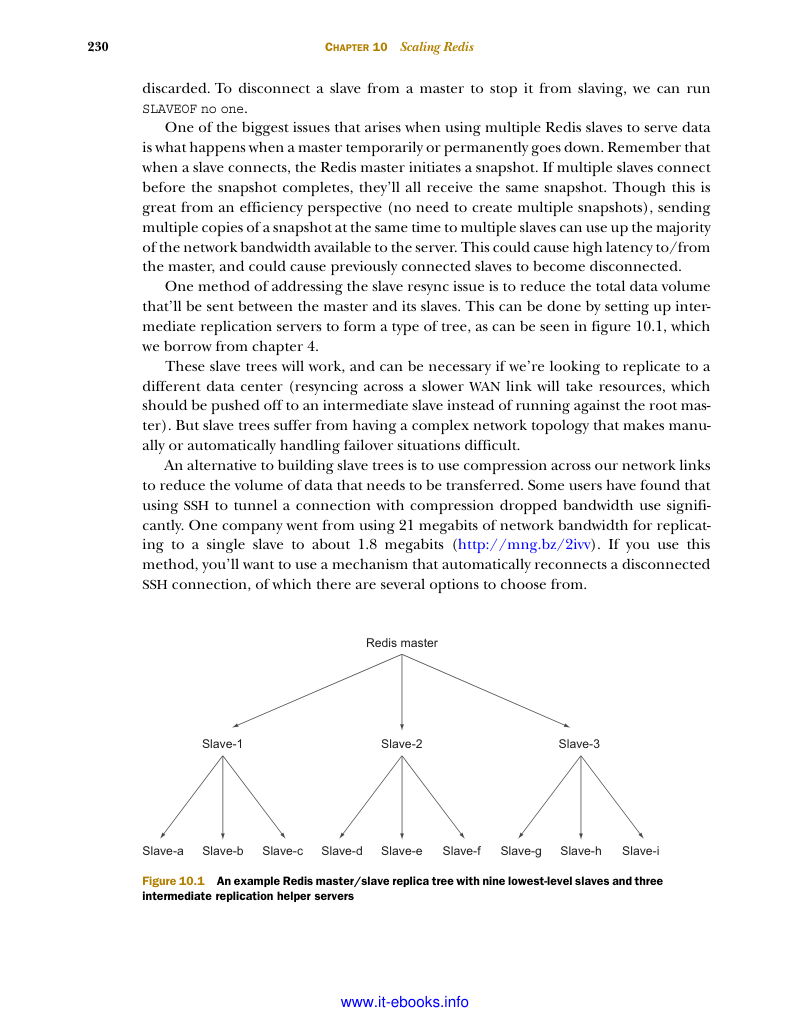 230
CHAPTER 10 Scaling Redis
discarded. To disconnect a slave from a master to stop it from slaving, we can run
SLAVEOF no one.
One of the biggest issues that arises when using multiple Redis slaves to serve data
is what happens when a master temporarily or permanently goes down. Remember that
when a slave connects, the Redis master initiates a snapshot. If multiple slaves connect
before the snapshot completes, they'll all receive the same snapshot. Though this is
great from an efficiency perspective (no need to create multiple snapshots), sending
multiple copies of a snapshot at the same time to multiple slaves can use up the majority
of the network bandwidth available to the server. This could cause high latency to/from
the master, and could cause previously connected slaves to become disconnected.
One method of addressing the slave resync issue is to reduce the total data volume
that'll be sent between the master and its slaves. This can be done by setting up inter-
mediate replication servers to form a type of tree, as can be seen in figure 10.1, which
we borrow from chapter 4.
These slave trees will work, and can be necessary if we're looking to replicate to a
different data center (resyncing across a slower WAN link will take resources, which
should be pushed off to an intermediate slave instead of running against the root mas-
ter). But slave trees suffer from having a complex network topology that makes manu-
ally or automatically handling failover situations difficult.
An alternative to building slave trees is to use compression across our network links
to reduce the volume of data that needs to be transferred. Some users have found that
using SSH to tunnel a connection with compression dropped bandwidth use signifi-
cantly. One company went from using 21 megabits of network bandwidth for replicat-
ing to a single slave to about 1.8 megabits (http://mng.bz/2ivv). If you use this
method, you'll want to use a mechanism that automatically reconnects a disconnected
SSH connection, of which there are several options to choose from.
Redis master
Slave-1 Slave-2 Slave-3
Slave-a Slave-b Slave-c Slave-d Slave-e Slave-f Slave-g Slave-h Slave-i
Figure 10.1 An example Redis master/slave replica tree with nine lowest-level slaves and three
intermediate replication helper servers
www.it-ebooks.info